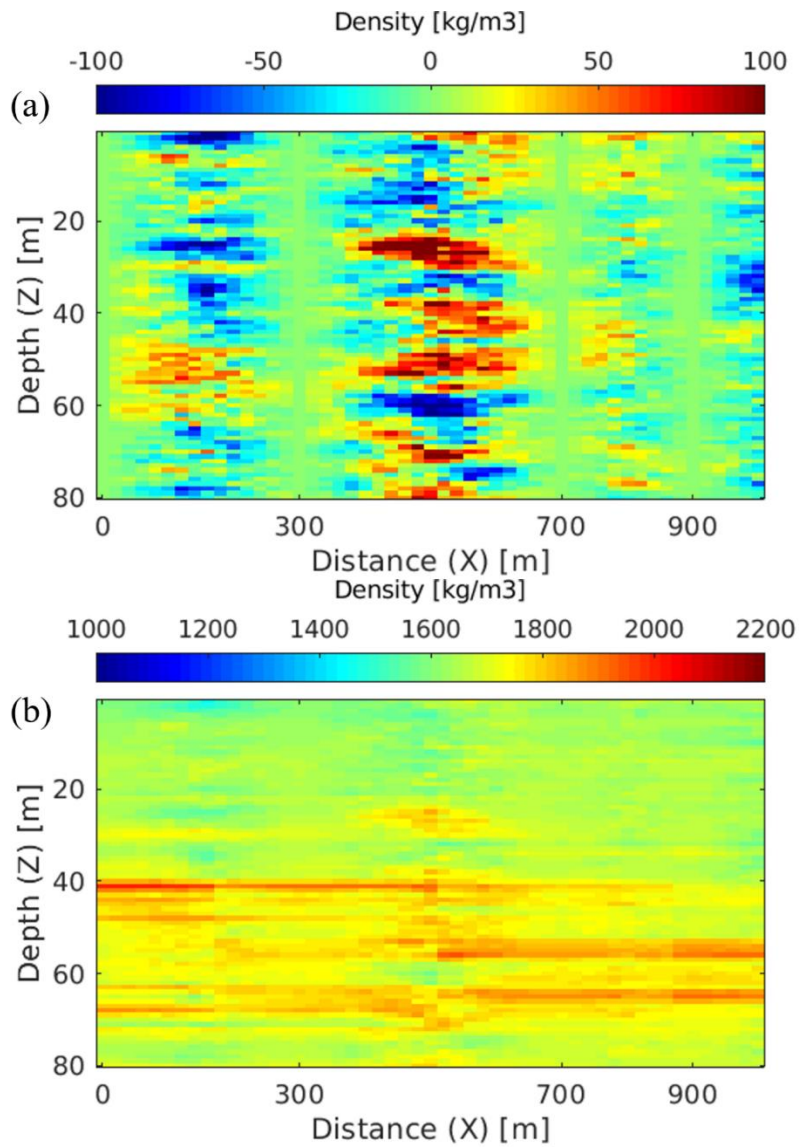 Density [kg/m3]
-100 -50 0 50 100
(a)
20
40
60
80
Depth (Z) [m]
0 300 700 900
Distance (X) [m]
Density [kg/m3]
1000 1200 1400 1600 1800 2000 2200
(b)
20
40
60
80
Depth (Z) [m]
0 300 700 900
Distance (X) [m]